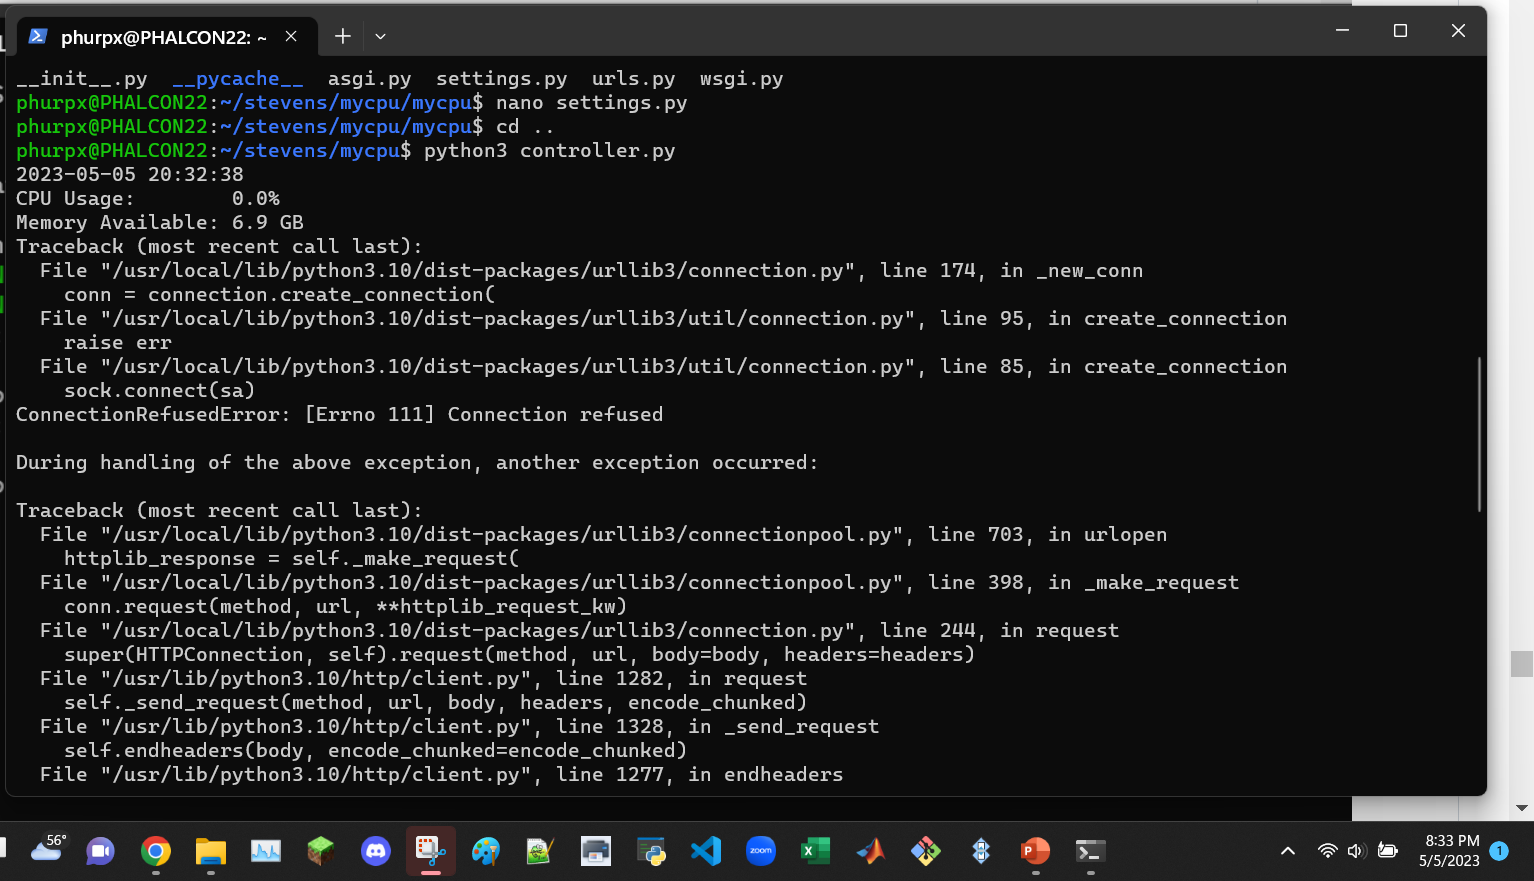 phurpx@PHALCON22: ~
__init__.py  __pycache__  asgi.py  settings.py  urls.py  wsgi.py
phurpx@PHALCON22:~/stevens/mycpu/mycpu$ nano settings.py
phurpx@PHALCON22:~/stevens/mycpu/mycpu$ cd ..
phurpx@PHALCON22:~/stevens/mycpu$ python3 controller.py
2023-05-05 20:32:38
CPU Usage:        0.0%
Memory Available: 6.9 GB
Traceback (most recent call last):
  File "/usr/local/lib/python3.10/dist-packages/urllib3/connection.py", line 174, in _new_conn
    conn = connection.create_connection(
  File "/usr/local/lib/python3.10/dist-packages/urllib3/util/connection.py", line 95, in create_connection
    raise err
  File "/usr/local/lib/python3.10/dist-packages/urllib3/util/connection.py", line 85, in create_connection
    sock.connect(sa)
ConnectionRefusedError: [Errno 111] Connection refused

During handling of the above exception, another exception occurred:

Traceback (most recent call last):
  File "/usr/local/lib/python3.10/dist-packages/urllib3/connectionpool.py", line 703, in urlopen
    httplib_response = self._make_request(
  File "/usr/local/lib/python3.10/dist-packages/urllib3/connectionpool.py", line 398, in _make_request
    conn.request(method, url, **httplib_request_kw)
  File "/usr/local/lib/python3.10/dist-packages/urllib3/connection.py", line 244, in request
    super(HTTPConnection, self).request(method, url, body=body, headers=headers)
  File "/usr/lib/python3.10/http/client.py", line 1282, in request
    self._send_request(method, url, body, headers, encode_chunked)
  File "/usr/lib/python3.10/http/client.py", line 1328, in _send_request
    self.endheaders(body, encode_chunked=encode_chunked)
  File "/usr/lib/python3.10/http/client.py", line 1277, in endheaders
56°
zoom
8:33 PM
5/5/2023
1